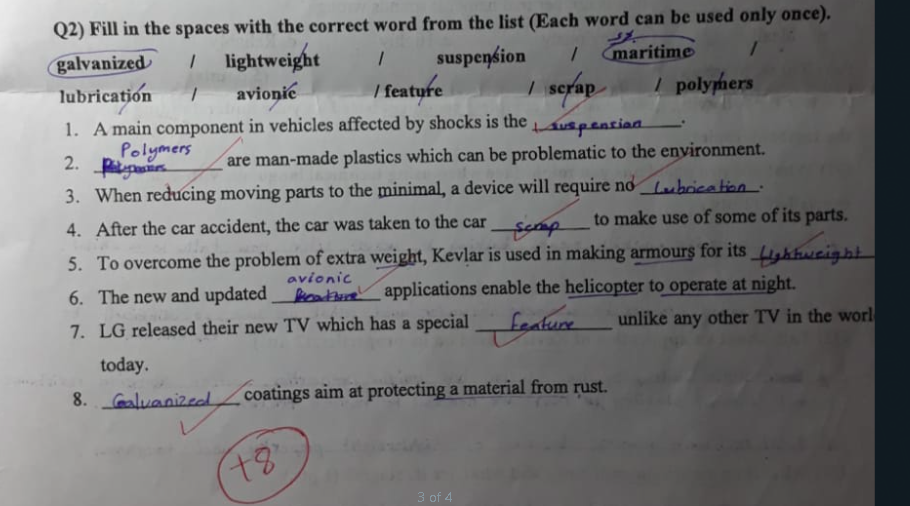 Q2) Fill in the spaces with the correct word from the list (Each word can be used only once).
galvanized / lightweight / suspension / maritime /
lubrication / avionic / feature / scrap / polymers
1. A main component in vehicles affected by shocks is the suspension.
Polymers
2. are man-made plastics which can be problematic to the environment.
3. When reducing moving parts to the minimal, a device will require no Lubrication.
4. After the car accident, the car was taken to the car scrap to make use of some of its parts.
5. To overcome the problem of extra weight, Kevlar is used in making armours for its Lightweight
avionic
6. The new and updated feature applications enable the helicopter to operate at night.
7. LG released their new TV which has a special feature unlike any other TV in the worl
today.
8. Galvanized coatings aim at protecting a material from rust.
+8
3 of 4